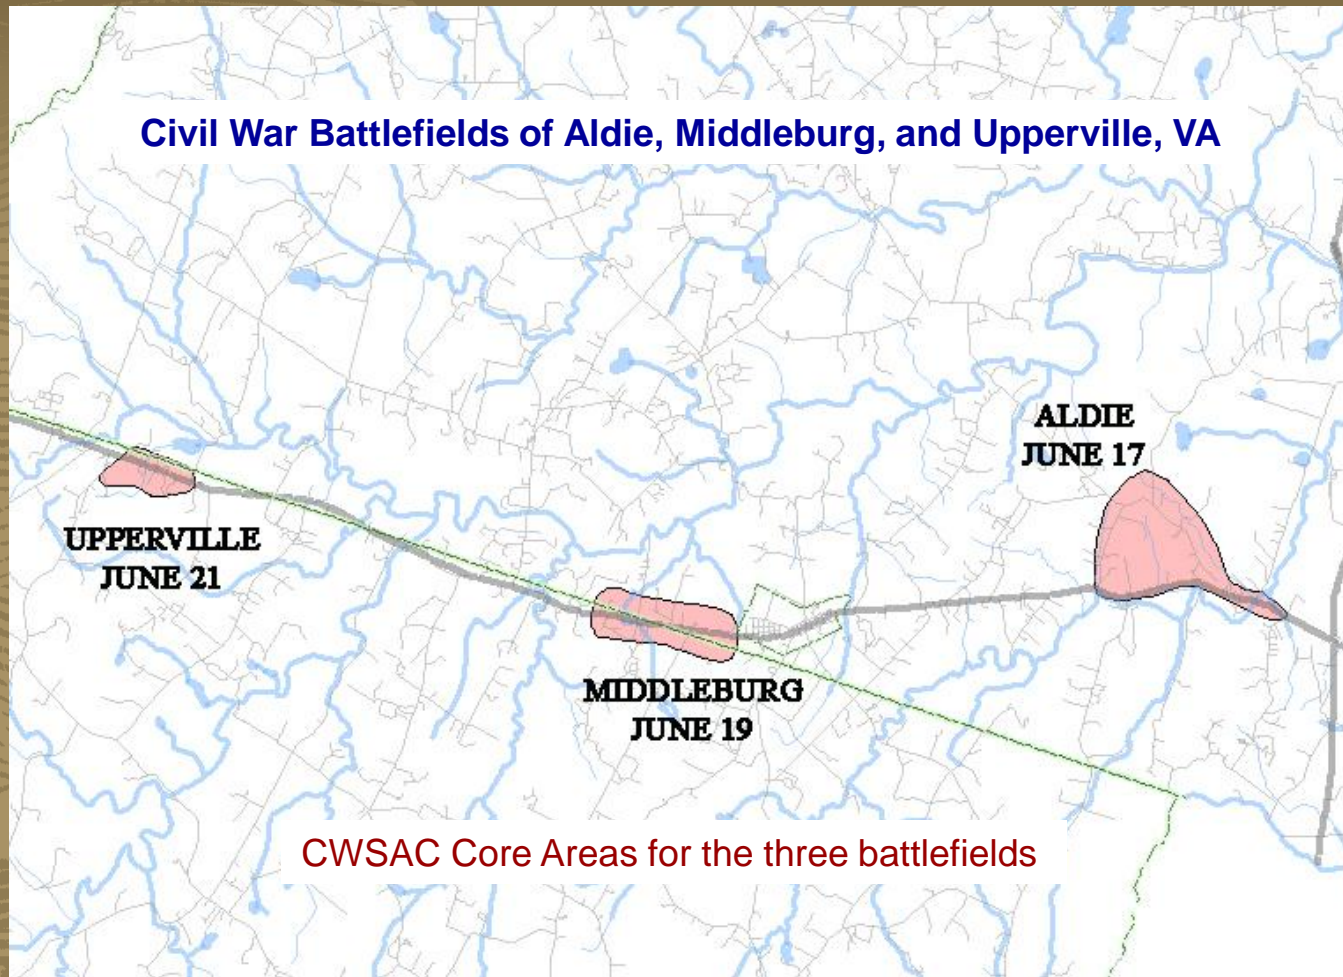 Civil War Battlefields of Aldie, Middleburg, and Upperville, VA
ALDIE
JUNE 17
UPPERVILLE
JUNE 21
MIDDLEBURG
JUNE 19
CWSAC Core Areas for the three battlefields